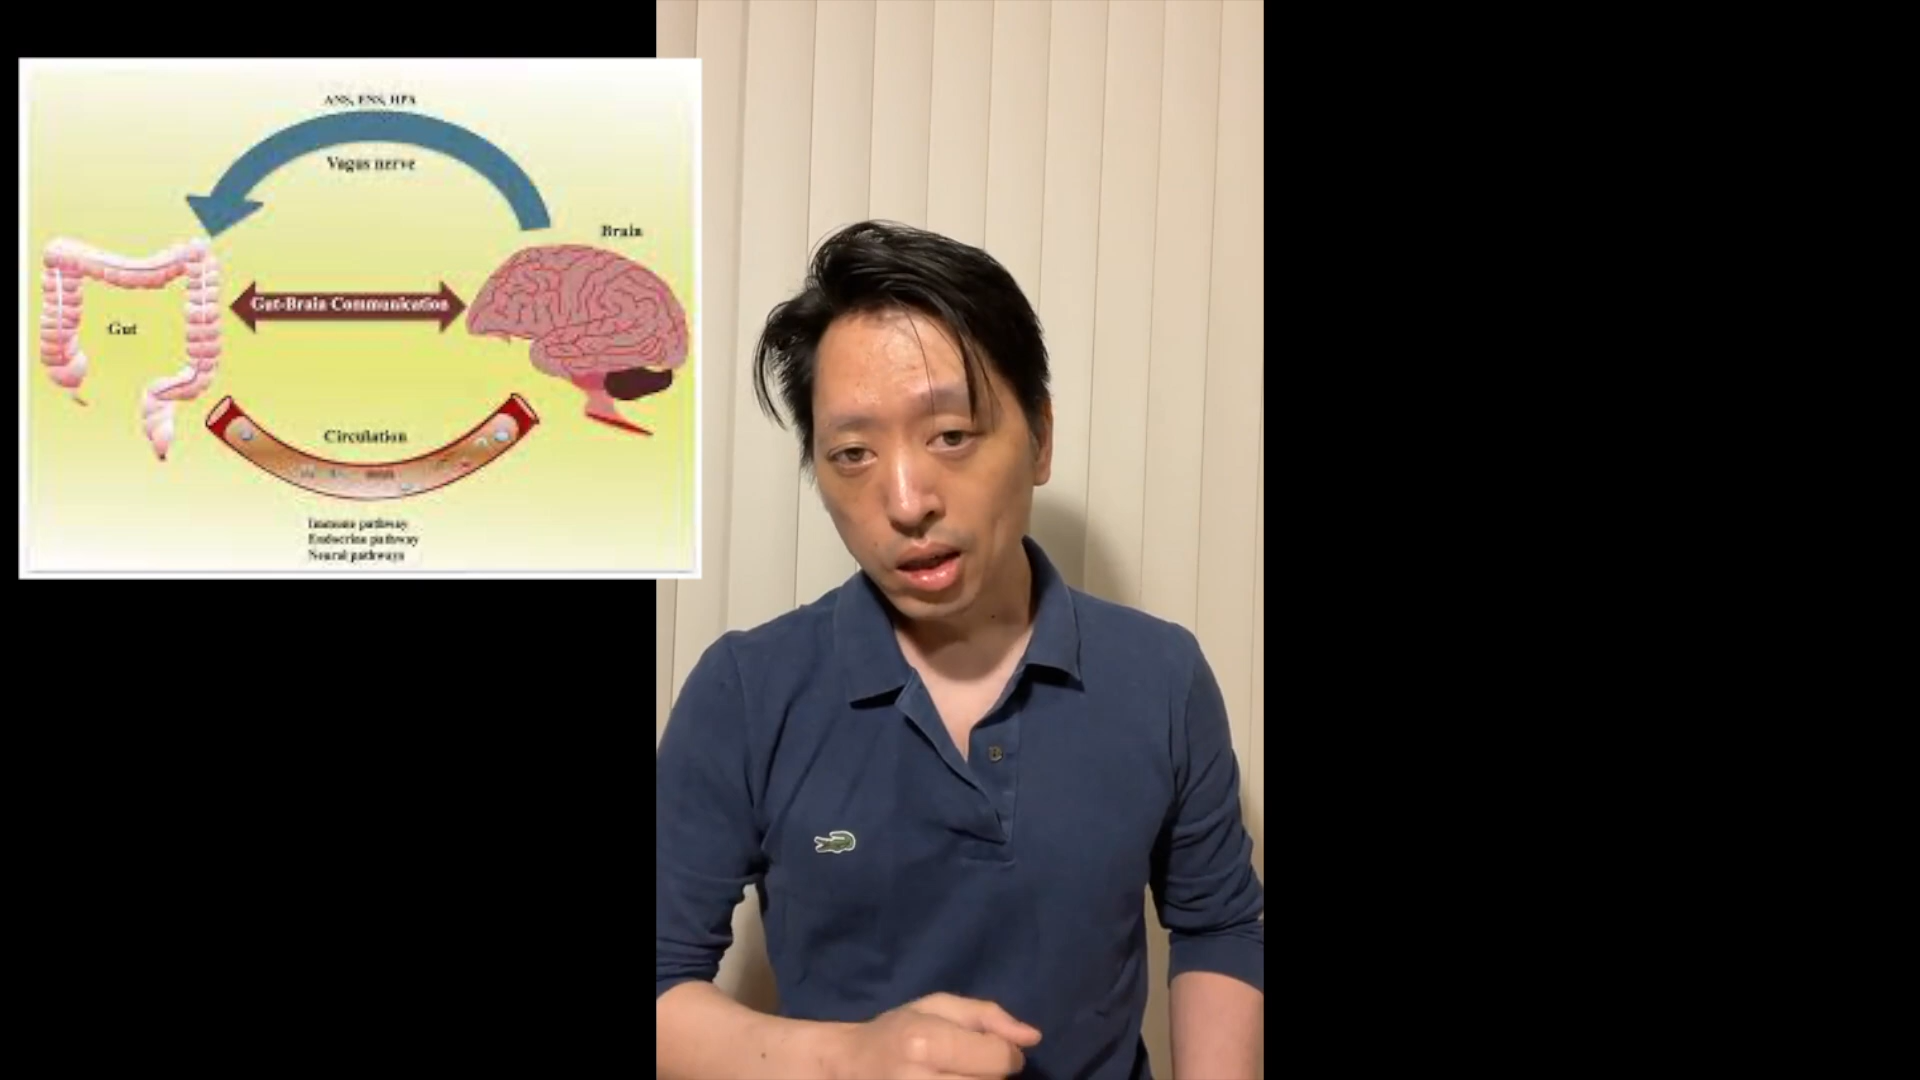 ANS, ENS, HPA
Vagus nerve
Brain
Gut-Brain Communication
Gut
Circulation
Immune pathway
Endocrine pathway
Neural pathways